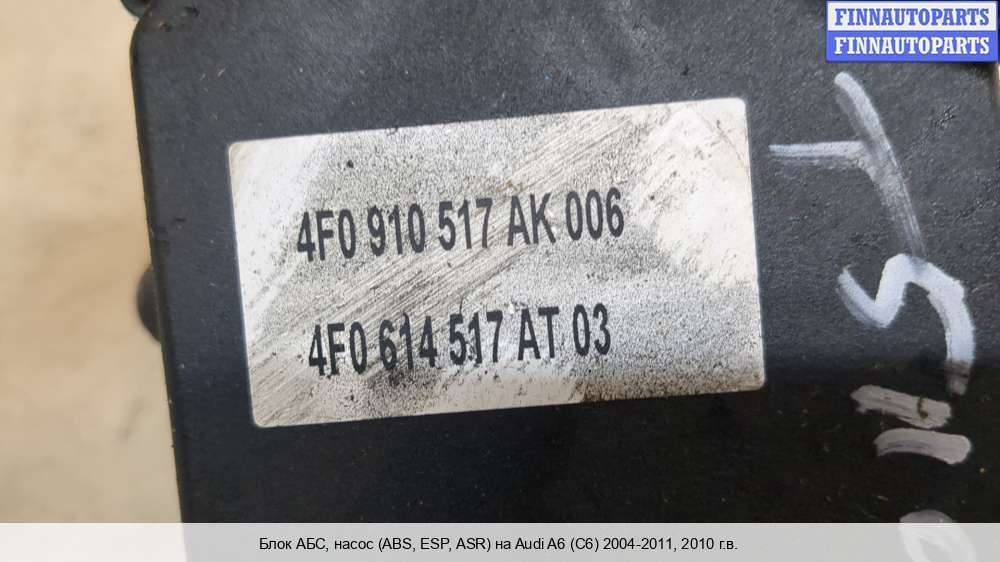 FINNAUTOPARTS
FINNAUTOPARTS
4F0 910 517 AK 006
4F0 614 517 AT 03
Блок АБС, насос (ABS, ESP, ASR) на Audi A6 (C6) 2004-2011, 2010 г.в.